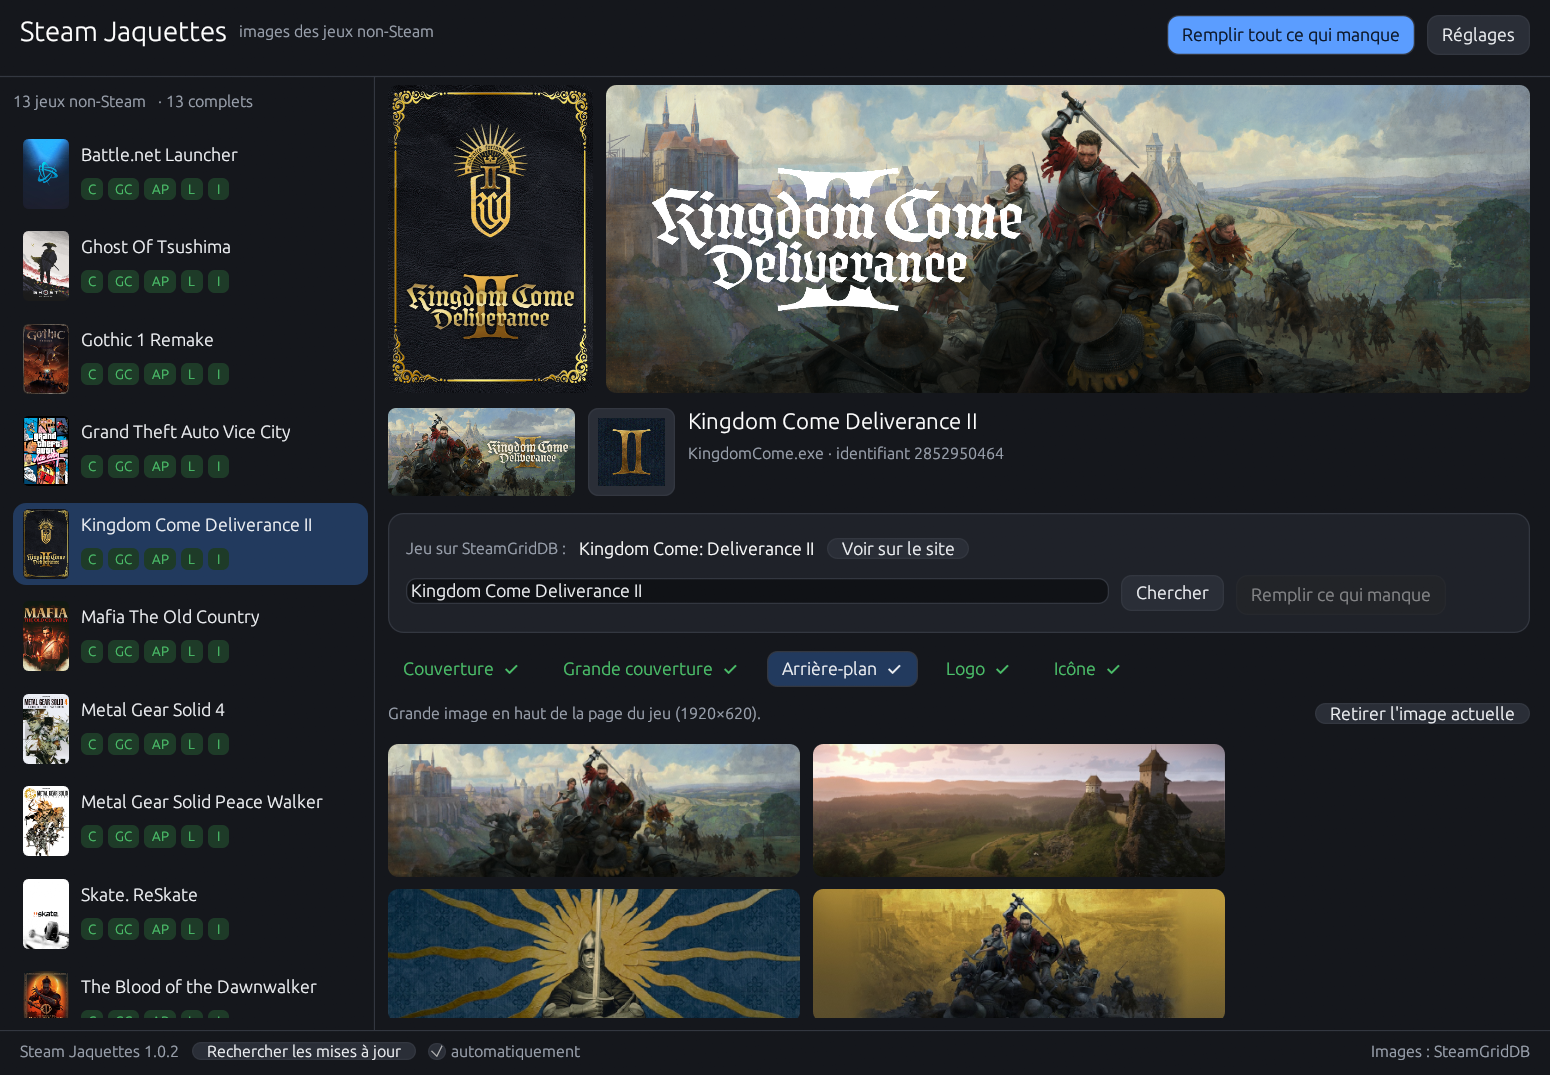 Steam Jaquettes images des jeux non-Steam
Remplir tout ce qui manque
Réglages
13 jeux non-Steam · 13 complets
Battle.net Launcher
C GC AP L I
Ghost Of Tsushima
C GC AP L I
Gothic 1 Remake
C GC AP L I
Grand Theft Auto Vice City
C GC AP L I
Kingdom Come Deliverance II
C GC AP L I
Mafia The Old Country
C GC AP L I
Metal Gear Solid 4
C GC AP L I
Metal Gear Solid Peace Walker
C GC AP L I
Skate. ReSkate
C GC AP L I
The Blood of the Dawnwalker
Kingdom Come
Deliverance
II
Kingdom Come
Deliverance
II
Kingdom Come
Deliverance
II
Kingdom Come Deliverance II
KingdomCome.exe · identifiant 2852950464
Jeu sur SteamGridDB : Kingdom Come: Deliverance II Voir sur le site
Kingdom Come Deliverance II
Chercher
Remplir ce qui manque
Couverture ✓ Grande couverture ✓ Arrière-plan ✓ Logo ✓ Icône ✓
Grande image en haut de la page du jeu (1920×620).
Retirer l'image actuelle
Steam Jaquettes 1.0.2 Rechercher les mises à jour ✓ automatiquement
Images : SteamGridDB